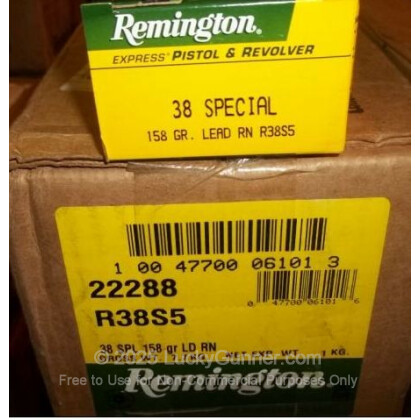 Remington.
EXPRESS® PISTOL & REVOLVER
38 SPECIAL
158 GR. LEAD RN R38S5
1 00 47700 06101 3
22288
0 47700 06101 6
R38S5
38 SPL 158 gr LD RN
KG.
LuckyGunner.com
Free Use for Non-Commercial Purposes Only
Remington